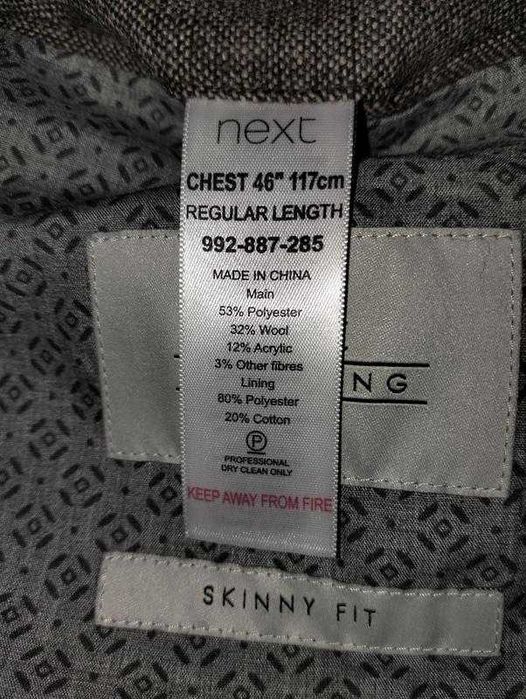 next
CHEST 46" 117cm
REGULAR LENGTH
992-887-285
MADE IN CHINA
Main
53% Polyester
32% Wool
12% Acrylic
3% Other fibres
Lining
80% Polyester
20% Cotton
P
PROFESSIONAL
DRY CLEAN ONLY
KEEP AWAY FROM FIRE
SKINNY FIT